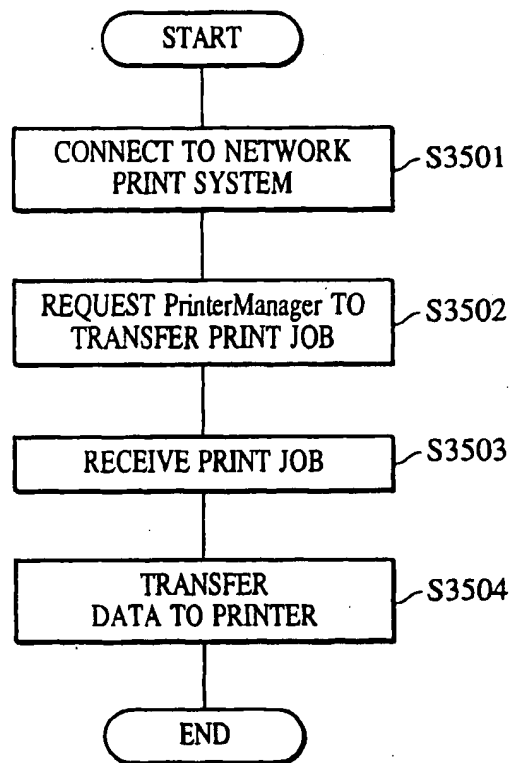 START
CONNECT TO NETWORK
PRINT SYSTEM
S3501
REQUEST PrinterManager TO
TRANSFER PRINT JOB
S3502
RECEIVE PRINT JOB
S3503
TRANSFER
DATA TO PRINTER
S3504
END